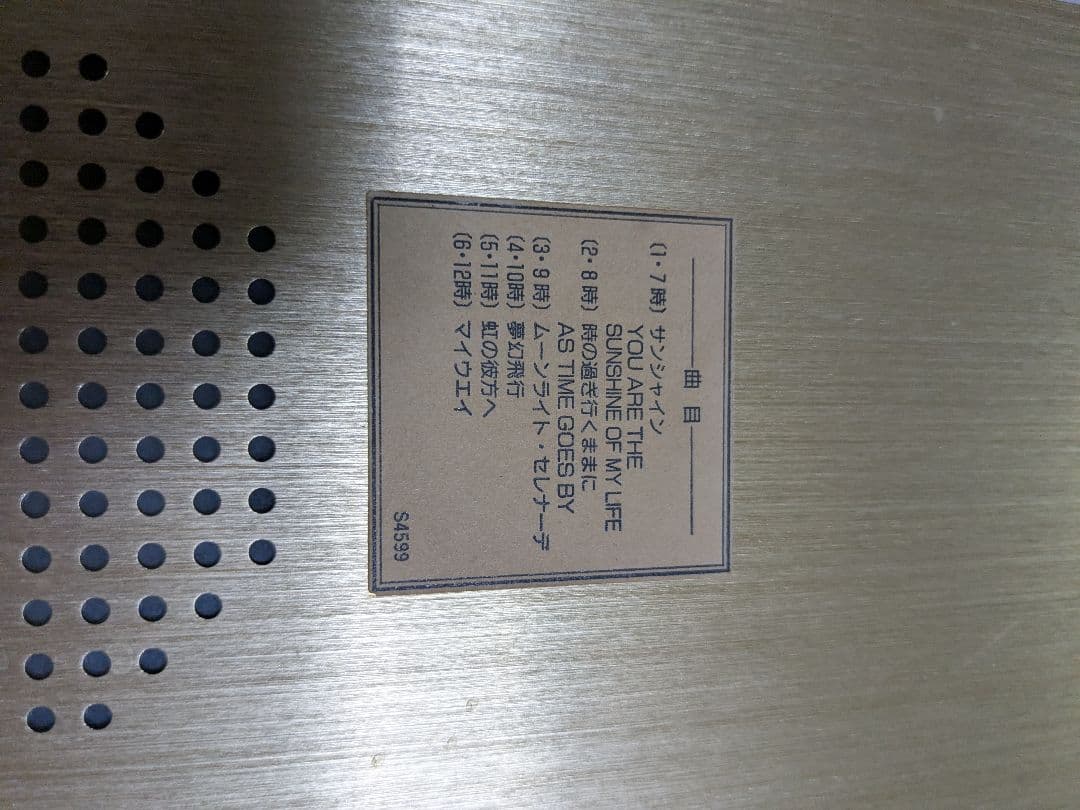 曲目
(1・7時) サンシャイン
YOU ARE THE
SUNSHINE OF MY LIFE
(2・8時) 時の過ぎ行くままに
AS TIME GOES BY
(3・9時) ムーンライト・セレナーデ
(4・10時) 夢幻飛行
(5・11時) 虹の彼方へ
(6・12時) マイウエイ
S4599